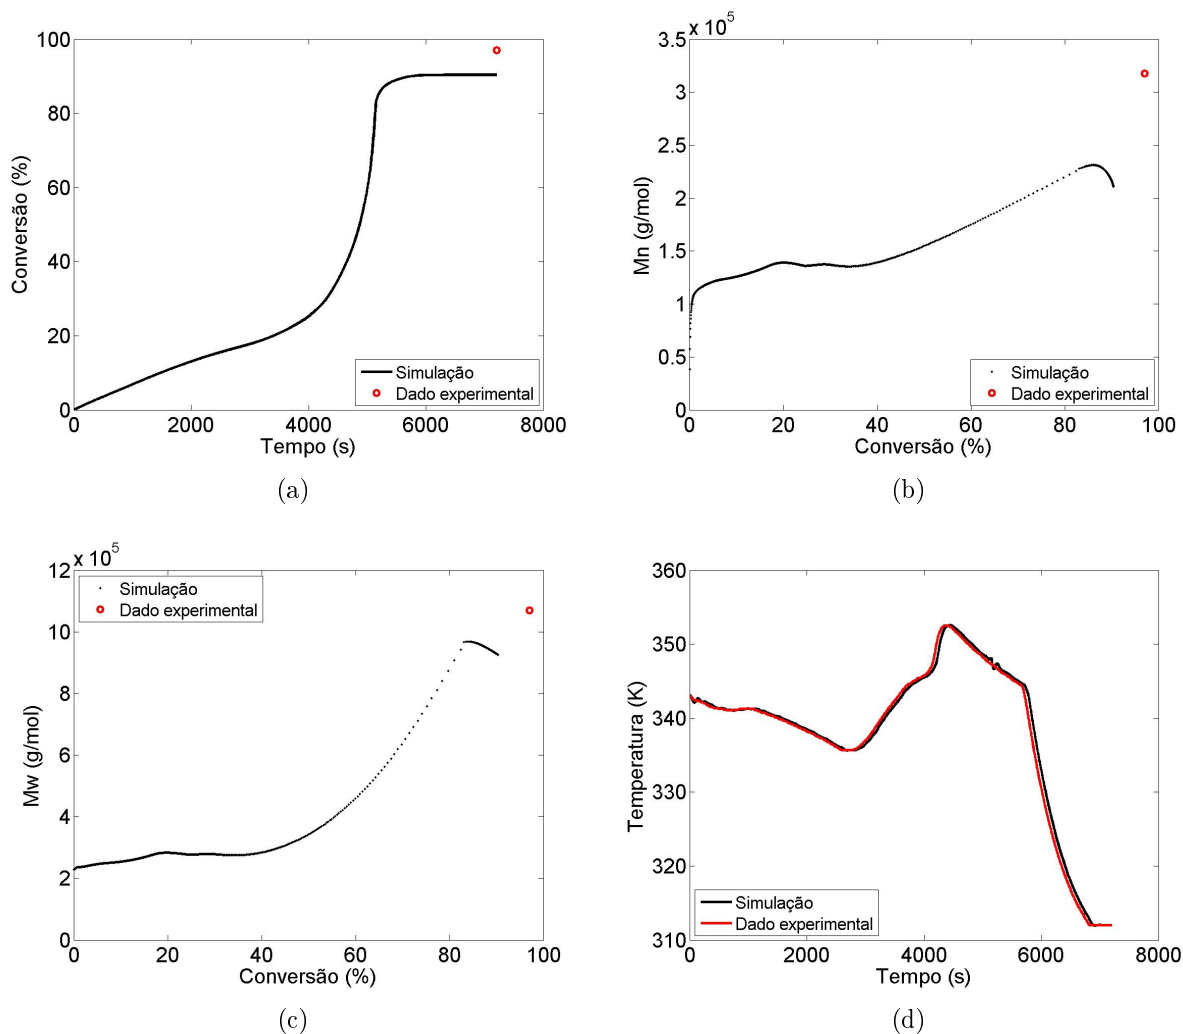 100
80
60
40
20
0
Conversão (%)
0 2000 4000 6000 8000
Tempo (s)
Simulação
Dado experimental
(a)
x 10^5
3.5
3
2.5
2
1.5
1
0.5
0
Mn (g/mol)
0 20 40 60 80 100
Conversão (%)
Simulação
Dado experimental
(b)
x 10^5
12
10
8
6
4
2
0
Mw (g/mol)
0 20 40 60 80 100
Conversão (%)
Simulação
Dado experimental
(c)
360
350
340
330
320
310
Temperatura (K)
0 2000 4000 6000 8000
Tempo (s)
Simulação
Dado experimental
(d)